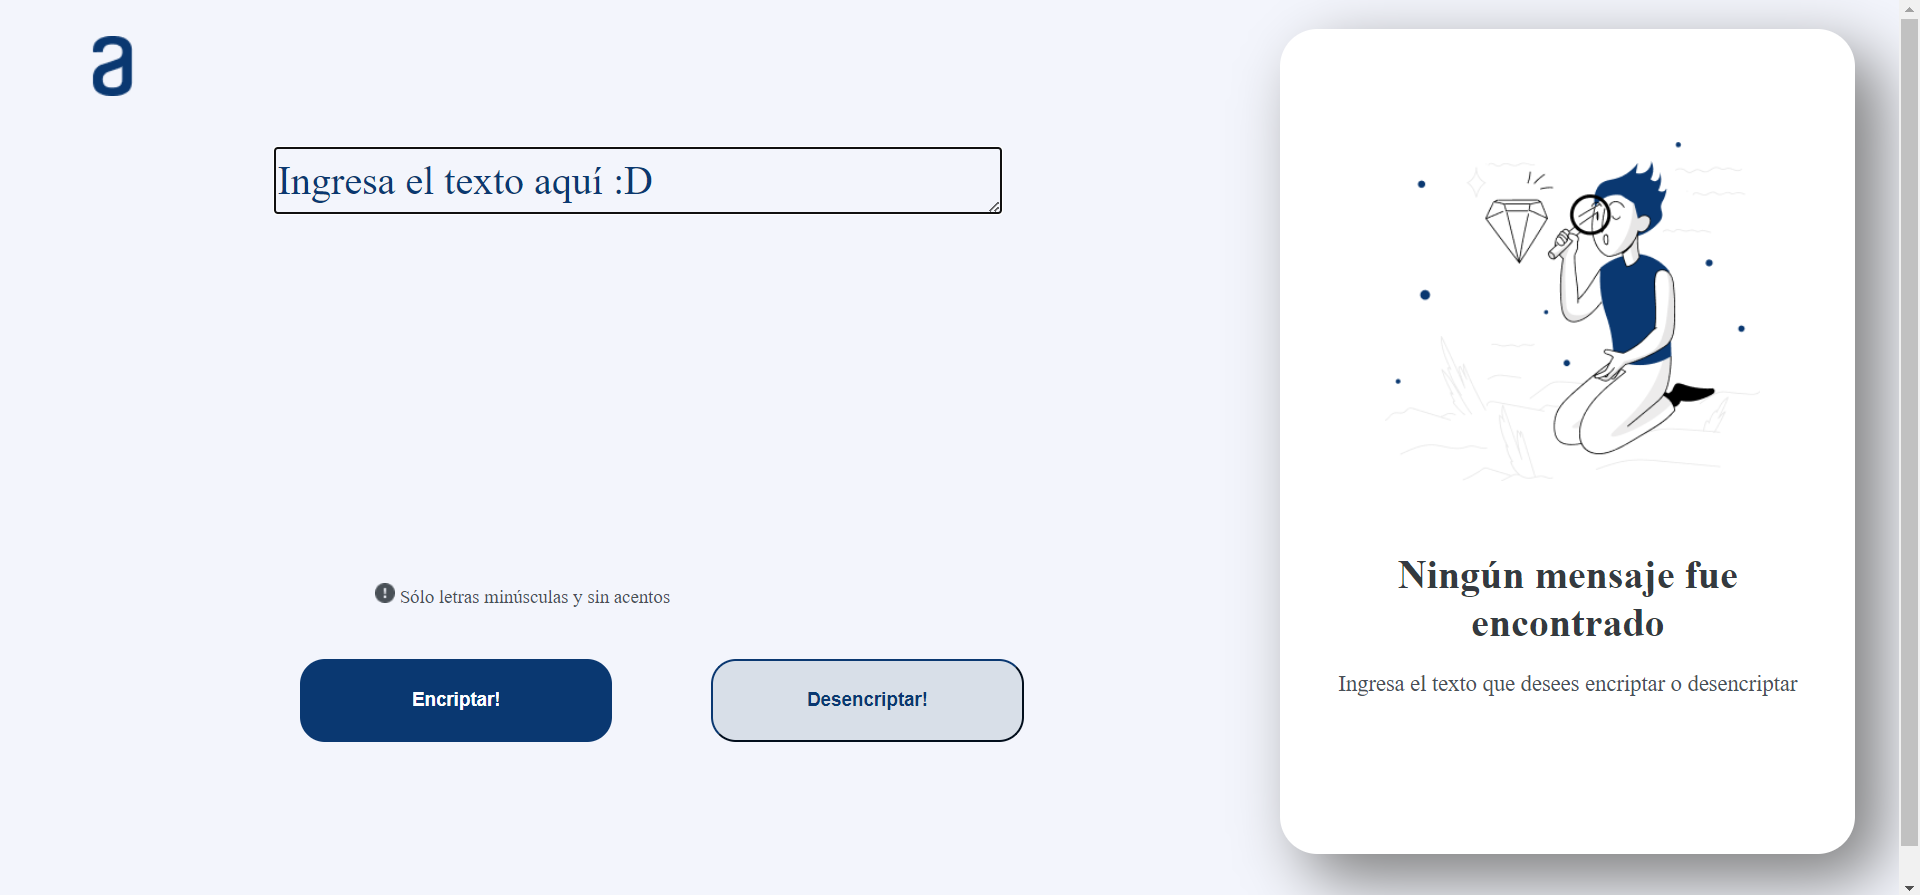 a
Ingresa el texto aquí :D
Sólo letras minúsculas y sin acentos
Encriptar!
Desencriptar!
Ningún mensaje fue
encontrado
Ingresa el texto que desees encriptar o desencriptar